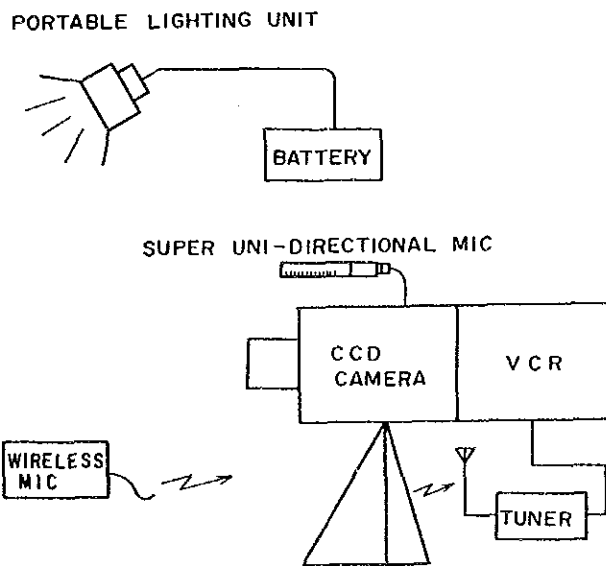 PORTABLE LIGHTING UNIT
BATTERY
SUPER UNI-DIRECTIONAL MIC
CCD
CAMERA
VCR
WIRELESS
MIC
TUNER